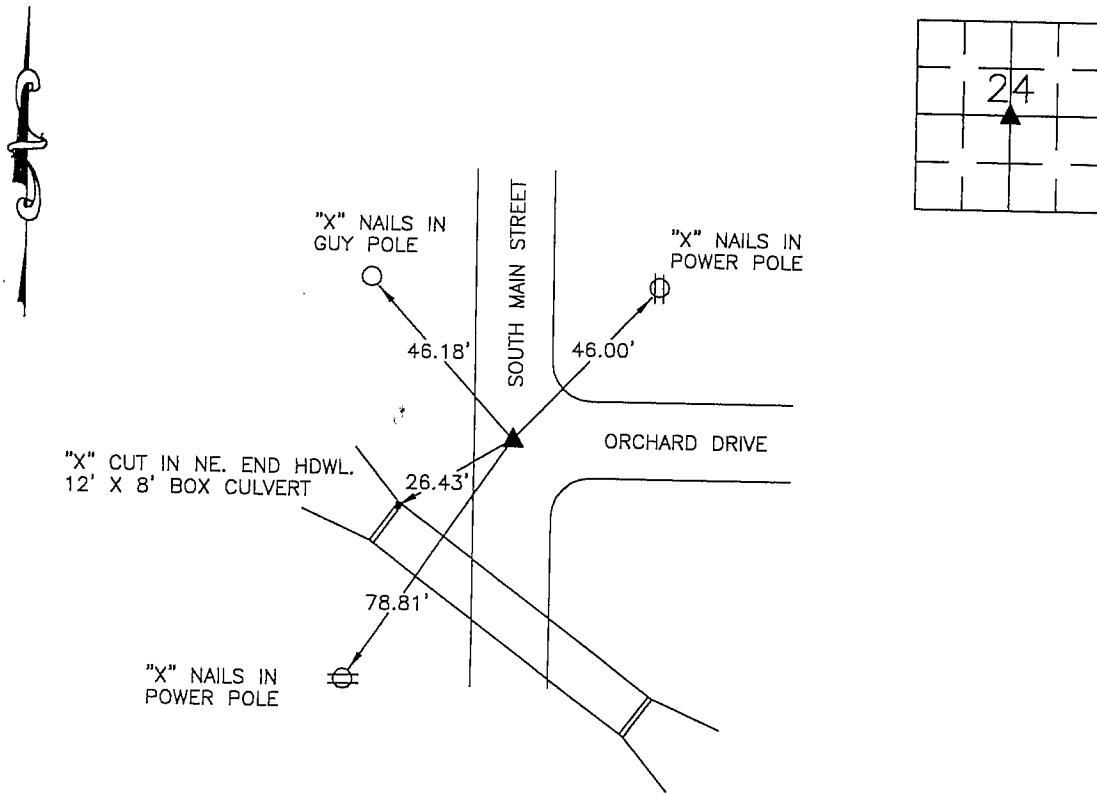 24
"X" NAILS IN
GUY POLE
SOUTH MAIN STREET
"X" NAILS IN
POWER POLE
46.18'
46.00'
ORCHARD DRIVE
"X" CUT IN NE. END HDWL.
12' X 8' BOX CULVERT
26.43'
78.81'
"X" NAILS IN
POWER POLE